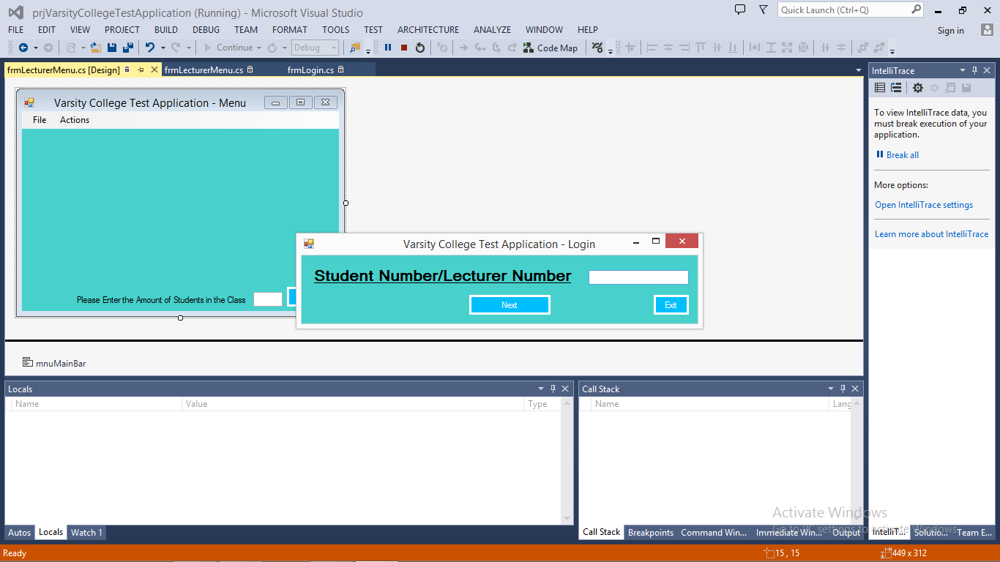 prjVarsityCollegeTestApplication (Running) - Microsoft Visual Studio
Quick Launch (Ctrl+Q)
FILE EDIT VIEW PROJECT BUILD DEBUG TEAM FORMAT TOOLS TEST ARCHITECTURE ANALYZE WINDOW HELP
Sign in
Continue Debug Code Map
frmLecturerMenu.cs [Design] frmLecturerMenu.cs frmLogin.cs
Varsity College Test Application - Menu
File Actions
Please Enter the Amount of Students in the Class
Varsity College Test Application - Login
Student Number/Lecturer Number
Next Exit
mnuMainBar
IntelliTrace
To view IntelliTrace data, you
must break execution of your
application.
Break all
More options:
Open IntelliTrace settings
Learn more about IntelliTrace
Locals
Name Value Type
Autos Locals Watch 1
Call Stack
Name Lang
Call Stack Breakpoints Command Win... Immediate Win... Output
IntelliT... Solutio... Team E...
Activate Windows
Go to PC settings to activate Windows.
Ready 15 , 15 449 x 312